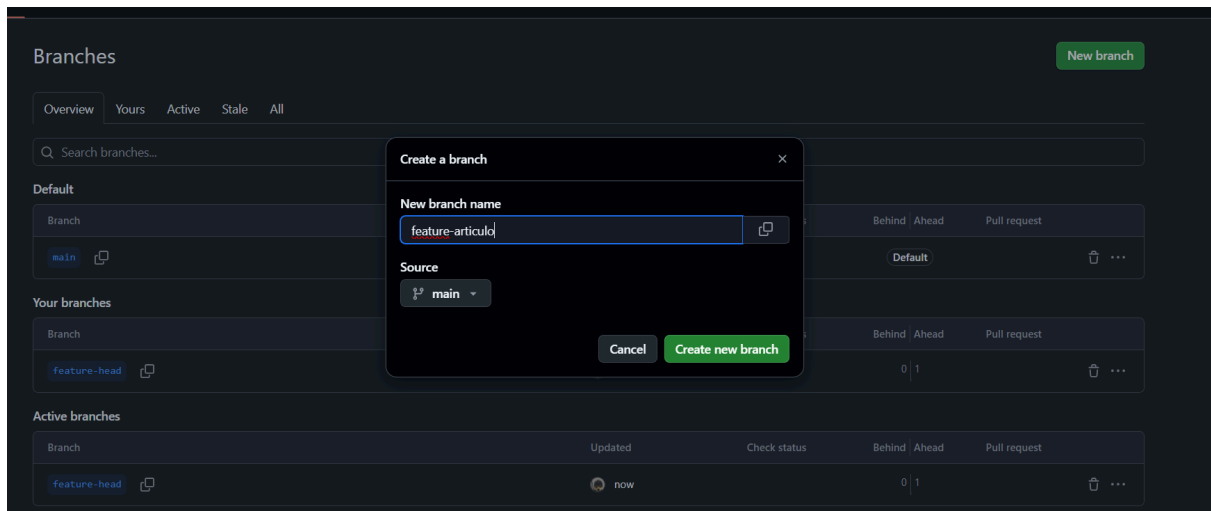 Branches
New branch
Overview Yours Active Stale All
Search branches...
Create a branch
Default
New branch name
Branch
Behind Ahead Pull request
feature-articulo
main
Default
Source
main
Your branches
Branch
Behind Ahead Pull request
Cancel Create new branch
feature-head
0 1
Active branches
Branch Updated Check status Behind Ahead Pull request
feature-head now 0 1